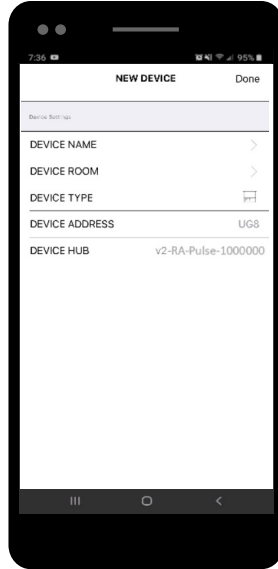 7:36 95%
NEW DEVICE Done
Device Settings
DEVICE NAME
DEVICE ROOM
DEVICE TYPE
DEVICE ADDRESS UG8
DEVICE HUB v2-RA-Pulse-1000000